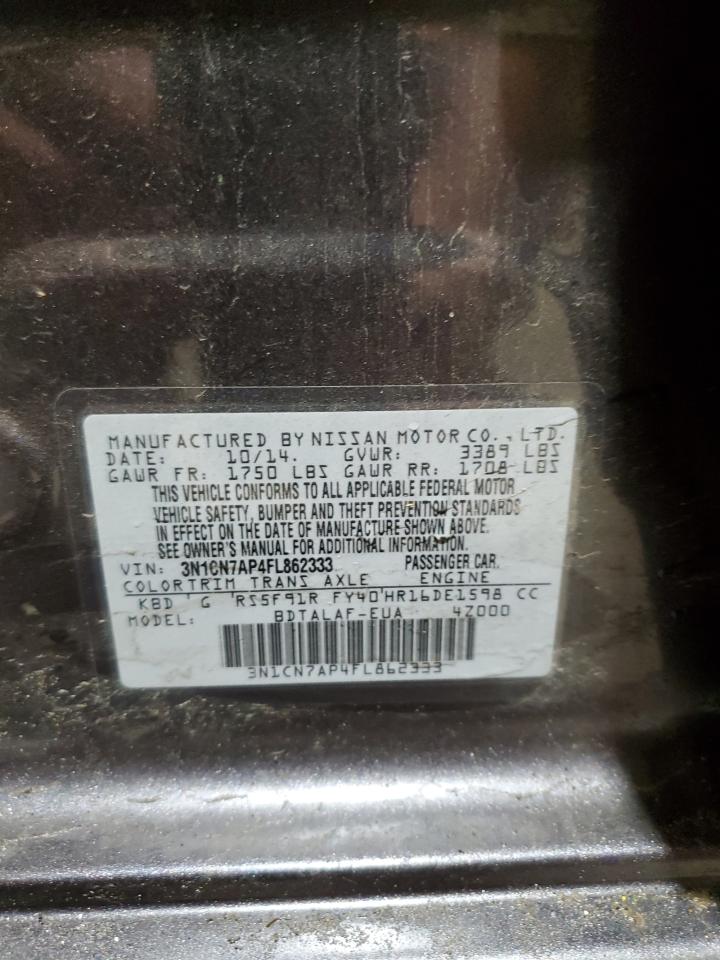 MANUFACTURED BY NISSAN MOTOR CO., LTD.
DATE: 10/14. GVWR: 3389 LBS
GAWR FR: 1750 LBS GAWR RR: 1708 LBS
THIS VEHICLE CONFORMS TO ALL APPLICABLE FEDERAL MOTOR
VEHICLE SAFETY, BUMPER AND THEFT PREVENTION STANDARDS
IN EFFECT ON THE DATE OF MANUFACTURE SHOWN ABOVE.
SEE OWNER'S MANUAL FOR ADDITIONAL INFORMATION.
VIN: 3N1CN7AP4FL862333 PASSENGER CAR.
COLOR TRIM TRANS AXLE ENGINE
KBD G RS5F91R FY40 HR16DE1598 CC
MODEL: BDTALAF-EUA 4Z000
3N1CN7AP4FL862333